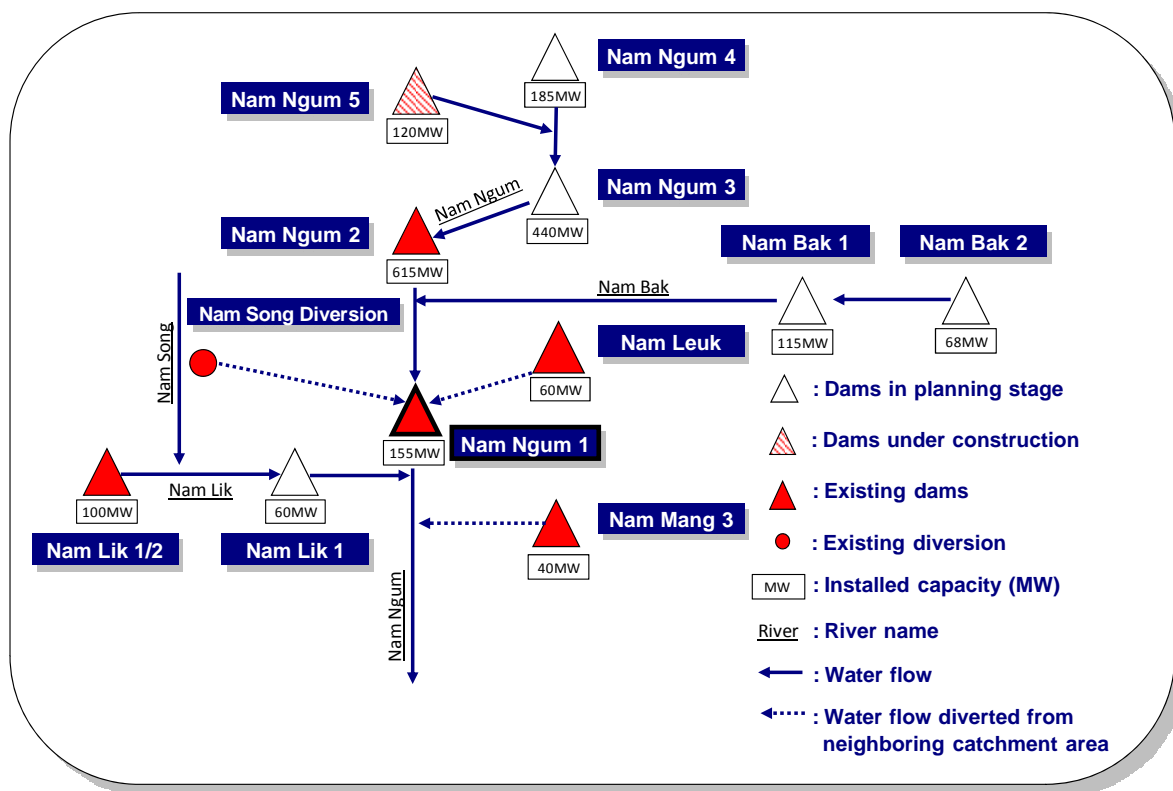 Nam Ngum 4
185MW
Nam Ngum 5
120MW
Nam Ngum 3
440MW
Nam Ngum
Nam Ngum 2
615MW
Nam Bak 1
Nam Bak 2
Nam Bak
115MW
68MW
Nam Song Diversion
Nam Song
Nam Leuk
60MW
Nam Ngum 1
155MW
Nam Lik
100MW
60MW
Nam Lik 1/2
Nam Lik 1
Nam Mang 3
40MW
Nam Ngum
: Dams in planning stage
: Dams under construction
: Existing dams
: Existing diversion
MW : Installed capacity (MW)
River : River name
: Water flow
: Water flow diverted from
neighboring catchment area